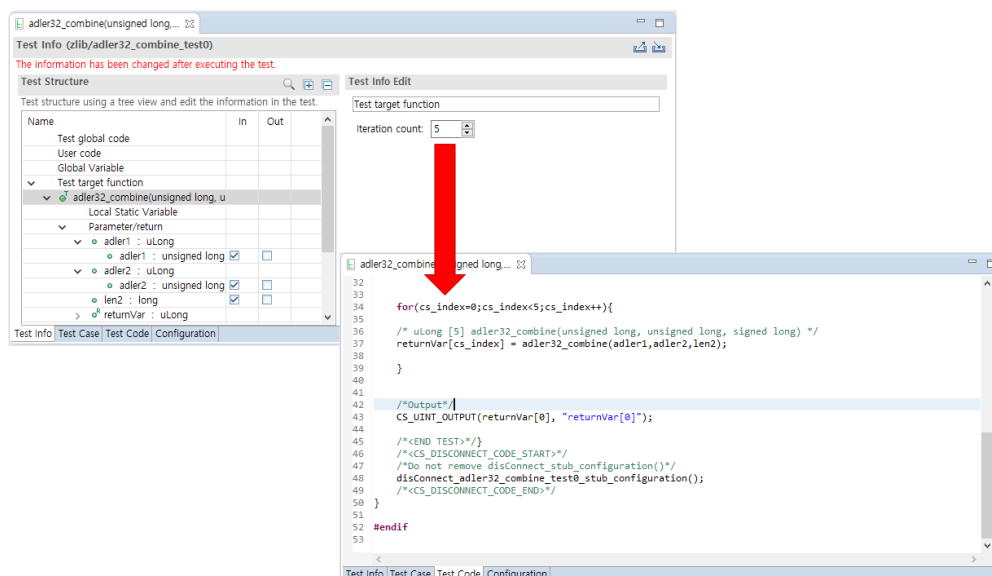 adler32_combine(unsigned long,...
Test Info (zlib/adler32_combine_test0)
The information has been changed after executing the test.
Test Structure
Test structure using a tree view and edit the information in the test.
Name In Out
Test global code
User code
Global Variable
Test target function
adler32_combine(unsigned long, u
Local Static Variable
Parameter/return
adler1 : uLong
adler1 : unsigned long
adler2 : uLong
adler2 : unsigned long
len2 : long
returnVar : uLong
Test Info Test Case Test Code Configuration
Test Info Edit
Test target function
Iteration count: 5
adler32_combine gned long,...
32
33
34 for(cs_index=0;cs_index<5;cs_index++){
35
36 /* uLong [5] adler32_combine(unsigned long, unsigned long, signed long) */
37 returnVar[cs_index] = adler32_combine(adler1,adler2,len2);
38
39 }
40
41
42 /*Output*/
43 CS_UINT_OUTPUT(returnVar[0], "returnVar[0]");
44
45 /*<END TEST>*/}
46 /*<CS_DISCONNECT_CODE_START>*/
47 /*Do not remove disConnect_stub_configuration()*/
48 disConnect_adler32_combine_test0_stub_configuration();
49 /*<CS_DISCONNECT_CODE_END>*/
50 }
51
52 #endif
53
Test Info Test Case Test Code Configuration